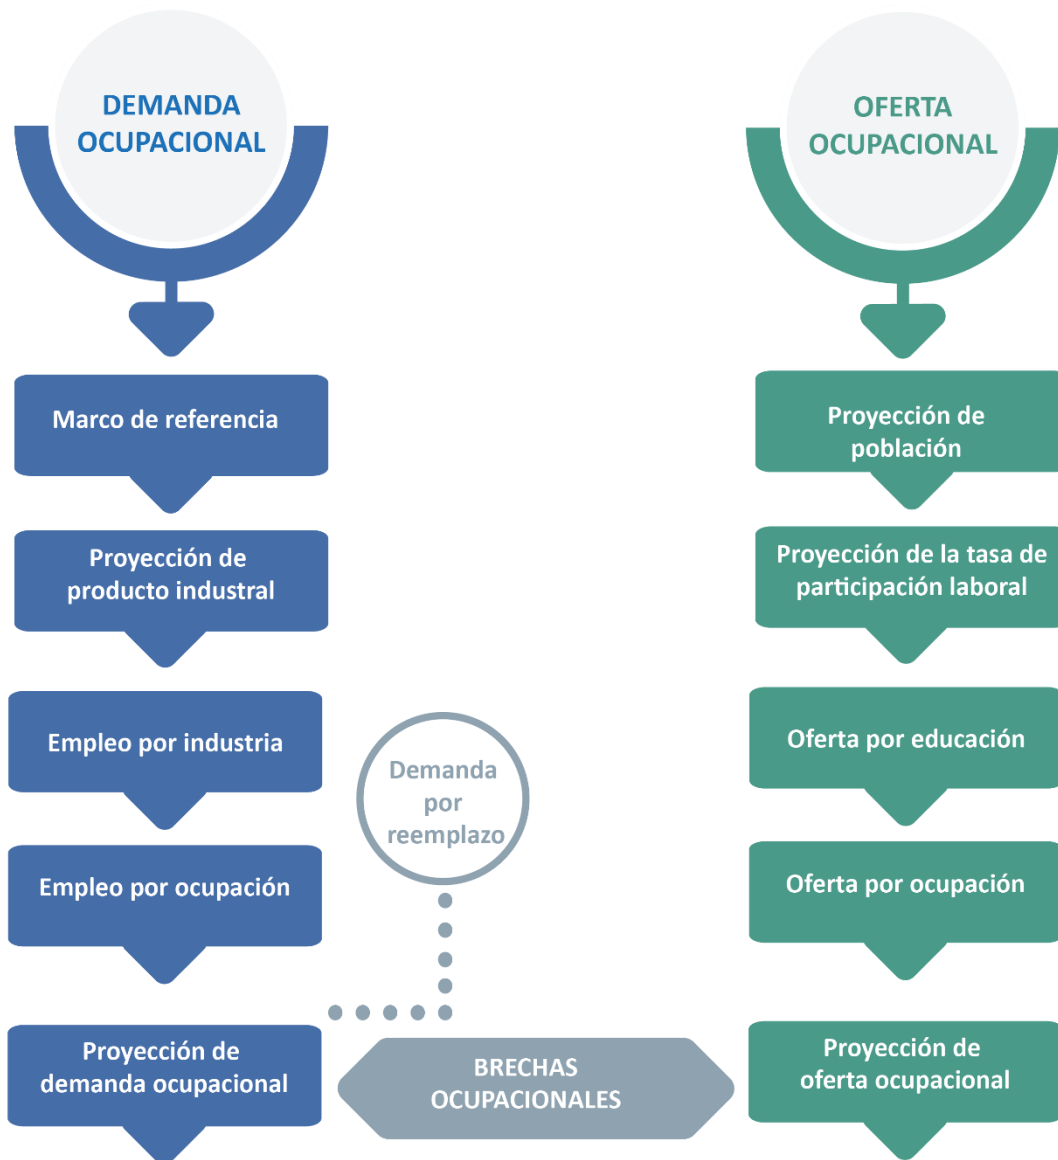 DEMANDA
OCUPACIONAL
Marco de referencia
Proyección de
producto industral
Empleo por industria
Empleo por ocupación
Proyección de
demanda ocupacional
Demanda
por
reemplazo
BRECHAS
OCUPACIONALES
OFERTA
OCUPACIONAL
Proyección de
población
Proyección de la tasa de
participación laboral
Oferta por educación
Oferta por ocupación
Proyección de
oferta ocupacional